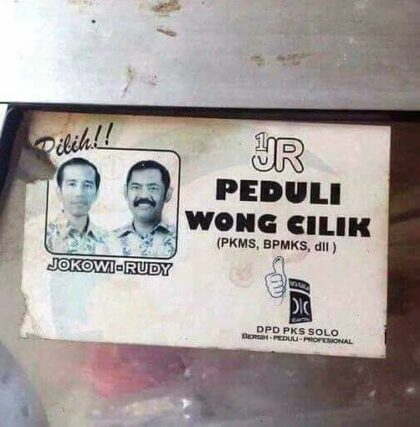 Pilih!!
JOKOWI-RUDY
1JR
PEDULI
WONG CILIK
(PKMS, BPMKS, dll )
DPD PKS SOLO
BERSIH - PEDULI - PROFESIONAL